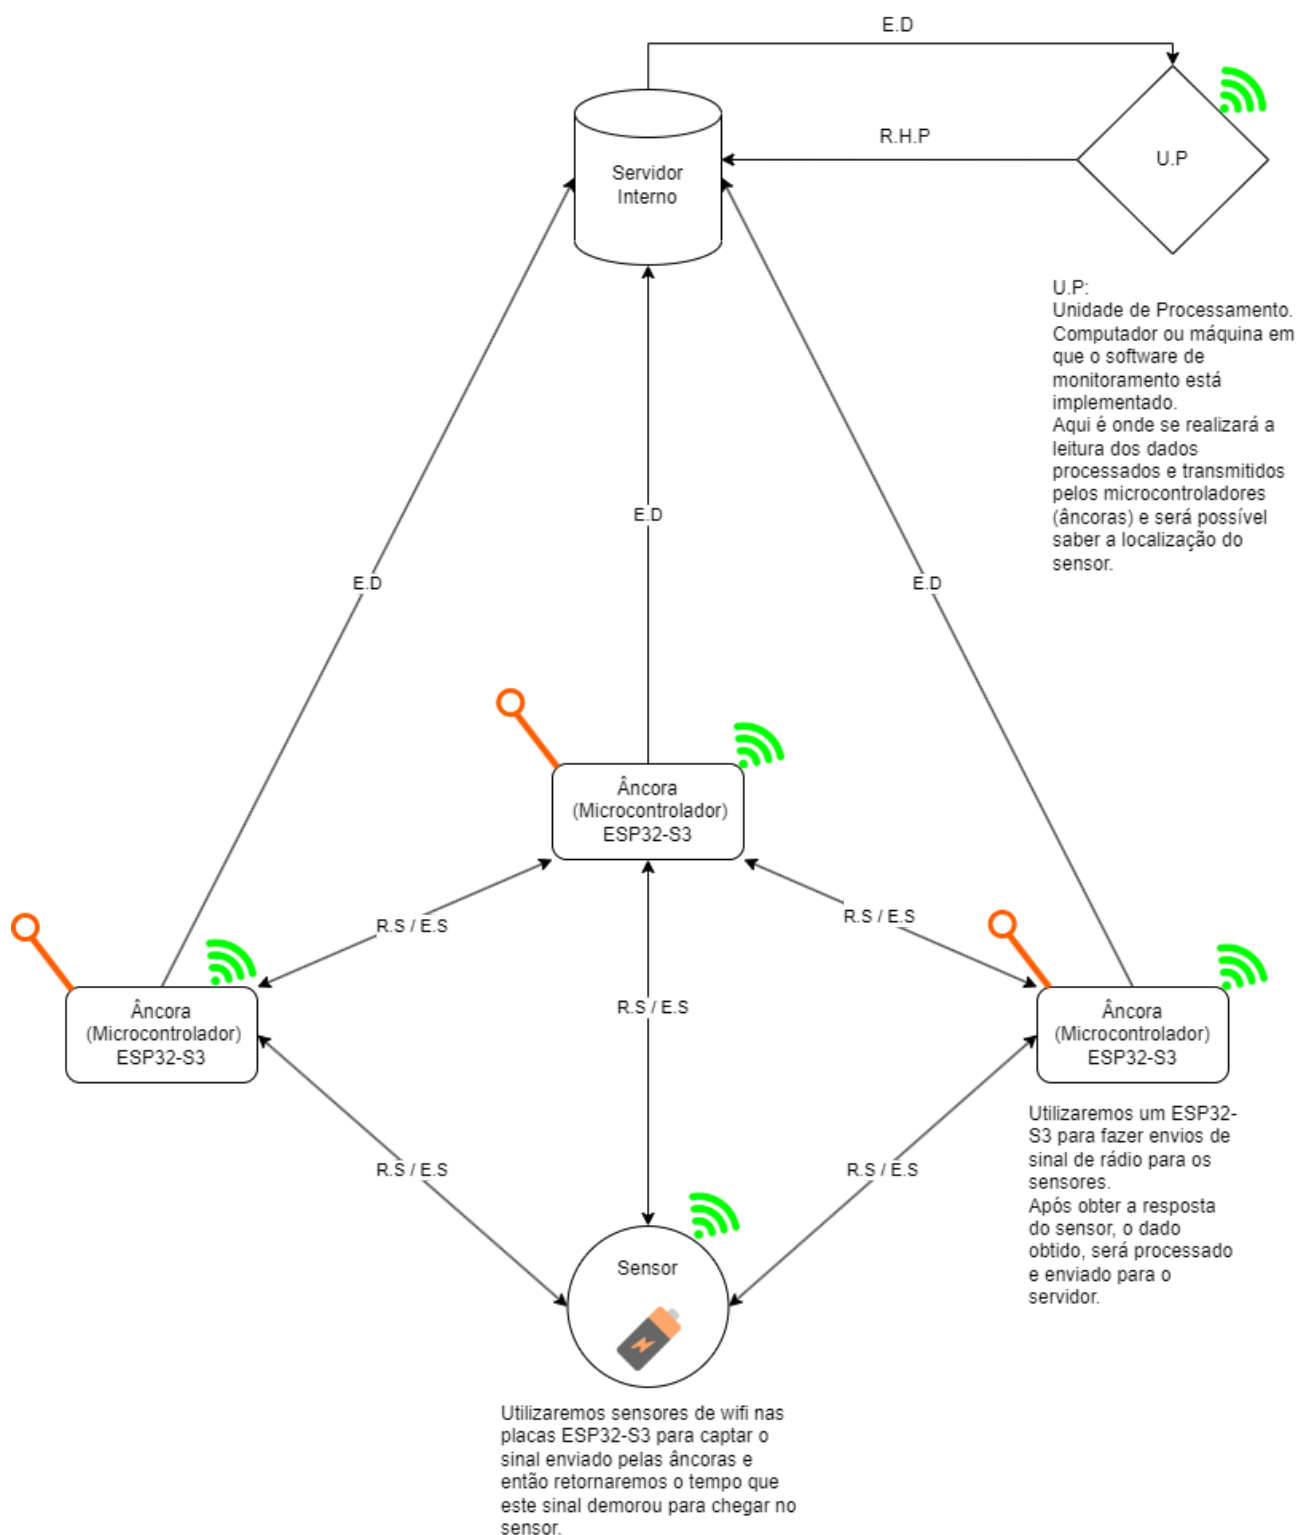 E.D
R.H.P
U.P
Servidor
Interno
U.P:
Unidade de Processamento.
Computador ou máquina em
que o software de
monitoramento está
implementado.
Aqui é onde se realizará a
leitura dos dados
processados e transmitidos
pelos microcontroladores
(âncoras) e será possível
saber a localização do
sensor.
E.D
E.D
E.D
Âncora
(Microcontrolador)
ESP32-S3
R.S / E.S
R.S / E.S
Âncora
(Microcontrolador)
ESP32-S3
R.S / E.S
Âncora
(Microcontrolador)
ESP32-S3
Utilizaremos um ESP32-
S3 para fazer envios de
sinal de rádio para os
sensores.
Após obter a resposta
do sensor, o dado
obtido, será processado
e enviado para o
servidor.
R.S / E.S
R.S / E.S
Sensor
Utilizaremos sensores de wifi nas
placas ESP32-S3 para captar o
sinal enviado pelas âncoras e
então retornaremos o tempo que
este sinal demorou para chegar no
sensor.